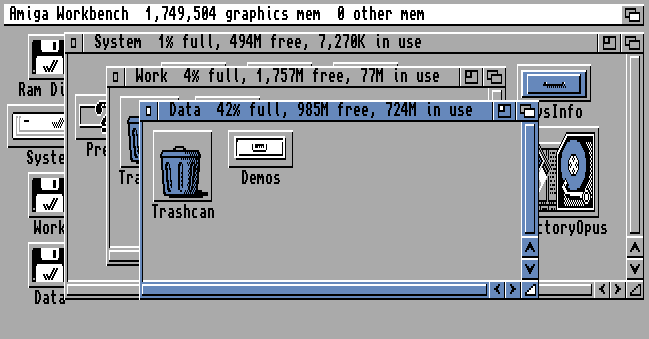 Amiga Workbench 1,749,504 graphics mem 0 other mem
System 1% full, 494M free, 7,270K in use
Ram Di
Work 4% full, 1,757M free, 77M in use
Data 42% full, 985M free, 724M in use
ysInfo
Pre
Tra
Syste
Demos
Trashcan
Work
ctoryOpus
Data